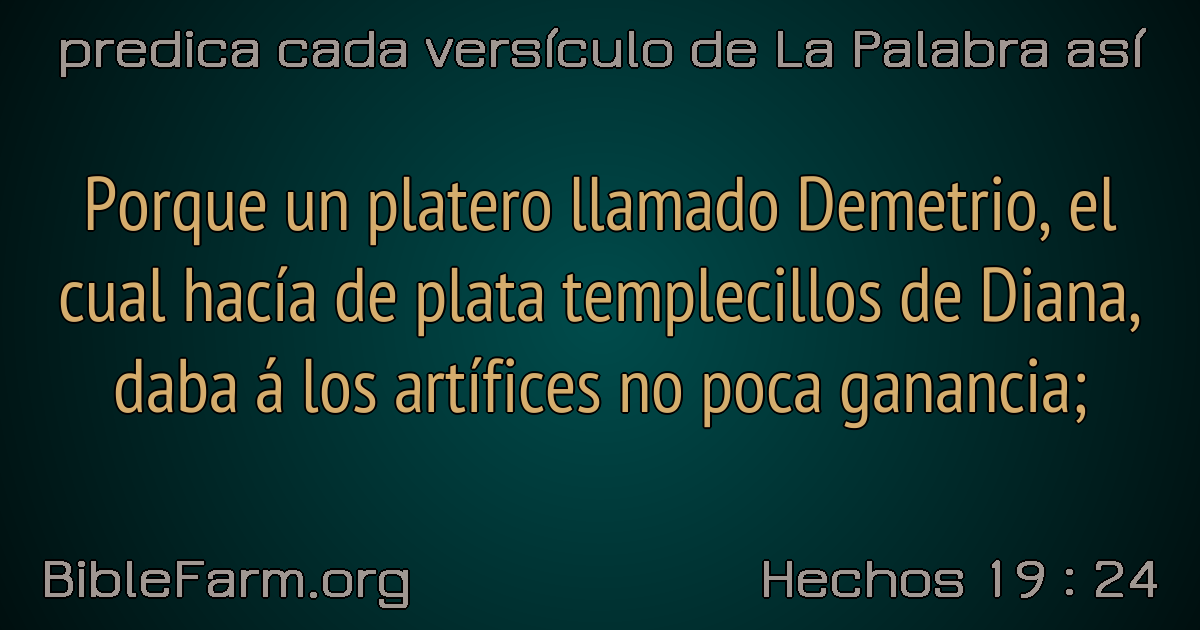 predica cada versículo de La Palabra así
Porque un platero llamado Demetrio, el
cual hacía de plata templecillos de Diana,
daba á los artífices no poca ganancia;
BibleFarm.org
Hechos 19 : 24